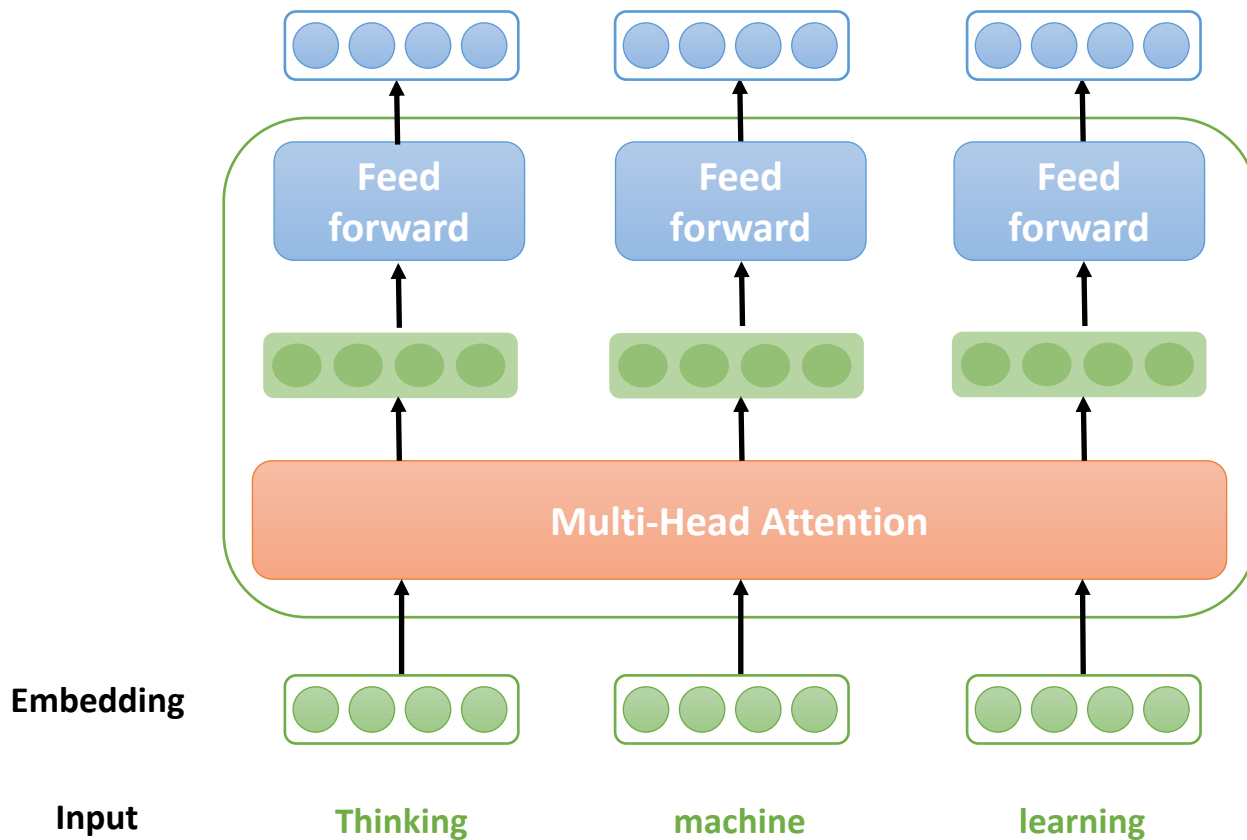 Feed
forward
Feed
forward
Feed
forward
Multi-Head Attention
Embedding
Input Thinking machine learning